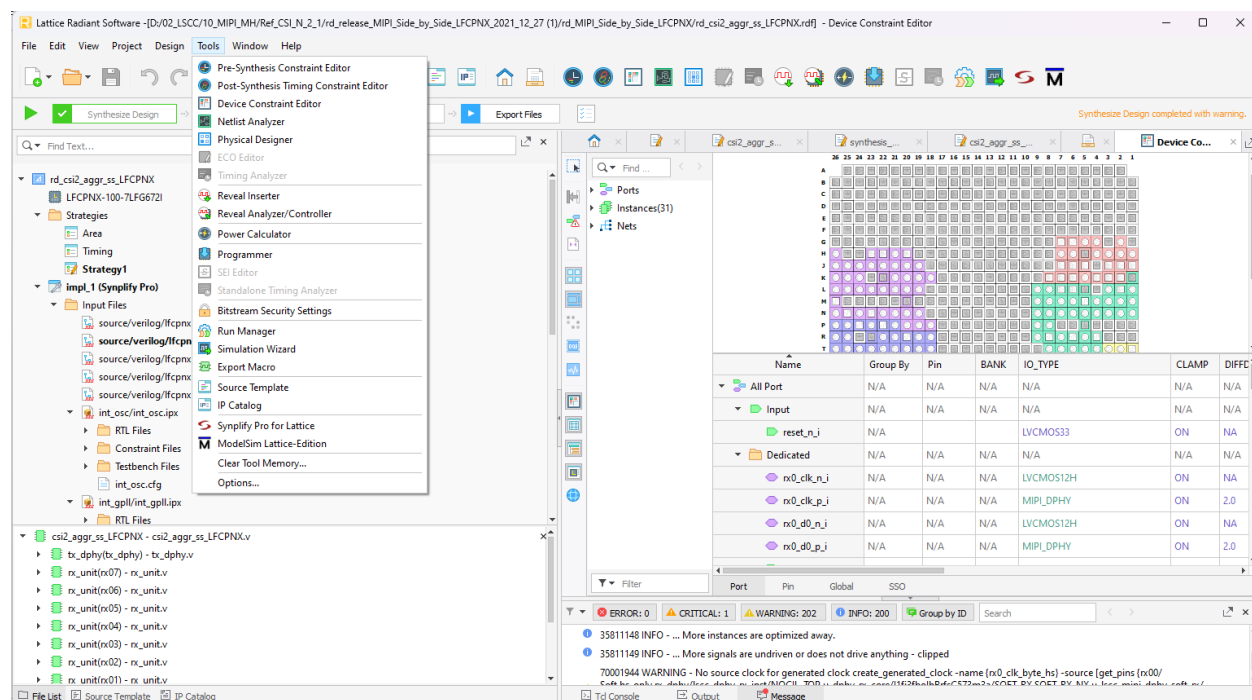 Lattice Radiant Software -[D:/02_LSCC/10_MIPI_MH/Ref_CSI_N_2_1/rd_release_MIPI_Side_by_Side_LFCPNX_2021_12_27 (1)/rd_MIPI_Side_by_Side_LFCPNX/rd_csi2_aggr_ss_LFCPNX.rdf] - Device Constraint Editor
File Edit View Project Design Tools Window Help
Synthesize Design
Export Files
Synthesize Design completed with warning.
Find Text...
rd_csi2_aggr_ss_LFCPNX
LFCPNX-100-7LFG672I
Strategies
Area
Timing
Strategy1
impl_1 (Synplify Pro)
Input Files
source/verilog/lfcpnx
source/verilog/lfcpn
source/verilog/lfcpnx
source/verilog/lfcpnx
source/verilog/lfcpnx
int_osc/int_osc.ipx
RTL Files
Constraint Files
Testbench Files
int_osc.cfg
int_gpll/int_gpll.ipx
RTL Files
Pre-Synthesis Constraint Editor
Post-Synthesis Timing Constraint Editor
Device Constraint Editor
Netlist Analyzer
Physical Designer
ECO Editor
Timing Analyzer
Reveal Inserter
Reveal Analyzer/Controller
Power Calculator
Programmer
SEI Editor
Standalone Timing Analyzer
Bitstream Security Settings
Run Manager
Simulation Wizard
Export Macro
Source Template
IP Catalog
Synplify Pro for Lattice
ModelSim Lattice-Edition
Clear Tool Memory...
Options...
csi2_aggr_ss_LFCPNX - csi2_aggr_ss_LFCPNX.v
tx_dphy(tx_dphy) - tx_dphy.v
rx_unit(rx07) - rx_unit.v
rx_unit(rx06) - rx_unit.v
rx_unit(rx05) - rx_unit.v
rx_unit(rx04) - rx_unit.v
rx_unit(rx03) - rx_unit.v
rx_unit(rx02) - rx_unit.v
rx_unit(rx01) - rx_unit.v
File List Source Template IP Catalog
csi2_aggr_s... synthesis_... csi2_aggr_ss_... Device Co...
Find ...
Ports
Instances(31)
Nets
Filter
26 25 24 23 22 21 20 19 18 17 16 15 14 13 12 11 10 9 8 7 6 5 4 3 2 1
A
B
C
D
E
F
G
H
J
K
L
M
N
P
R
T
Name Group By Pin BANK IO_TYPE CLAMP DIFFD
All Port N/A N/A N/A N/A N/A N/A
Input N/A N/A N/A N/A N/A N/A
reset_n_i N/A LVCMOS33 ON NA
Dedicated N/A N/A N/A N/A N/A N/A
rx0_clk_n_i N/A N/A N/A LVCMOS12H ON NA
rx0_clk_p_i N/A N/A N/A MIPI_DPHY ON 2.0
rx0_d0_n_i N/A N/A N/A LVCMOS12H ON NA
rx0_d0_p_i N/A N/A N/A MIPI_DPHY ON 2.0
Port Pin Global SSO
ERROR: 0 CRITICAL: 1 WARNING: 202 INFO: 200 Group by ID Search
35811148 INFO - ... More instances are optimized away.
35811149 INFO - ... More signals are undriven or does not drive anything - clipped
70001944 WARNING - No source clock for generated clock create_generated_clock -name {rx0_clk_byte_hs} -source [get_pins {rx00/
Tcl Console Output Message